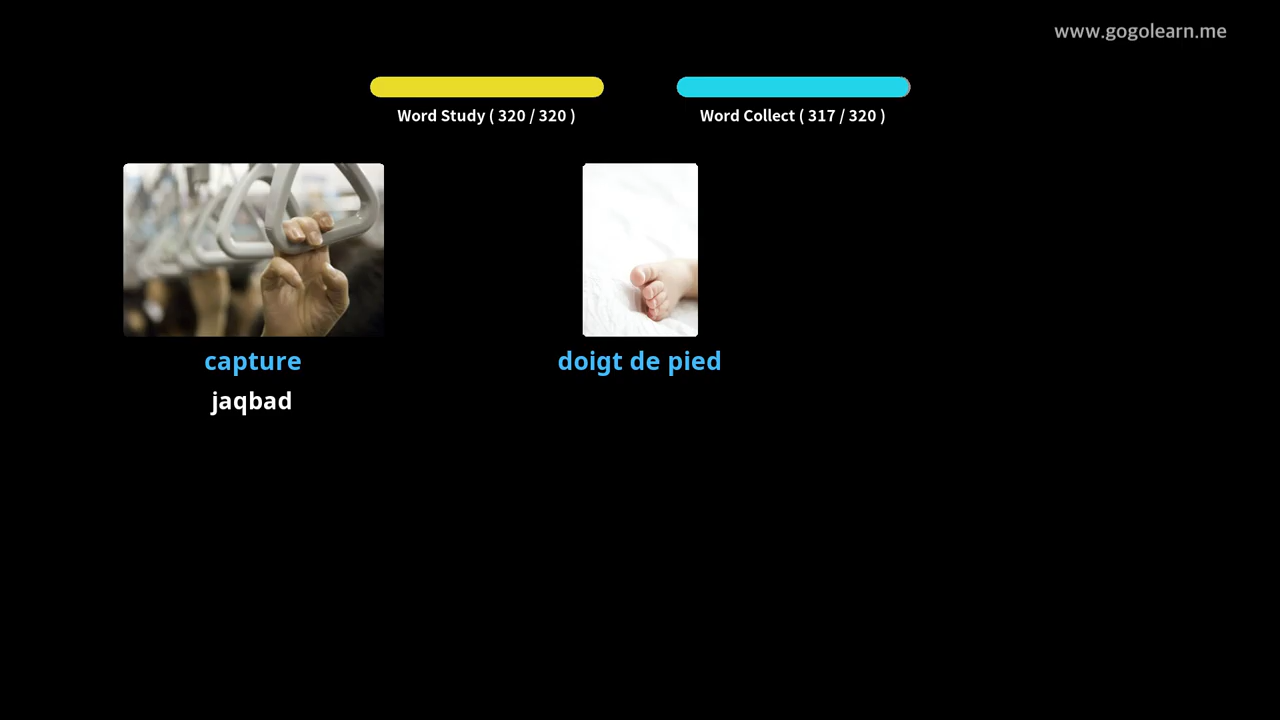 www.gogolearn.me
Word Study ( 320 / 320 )
Word Collect ( 317 / 320 )
capture
doigt de pied
jaqbad